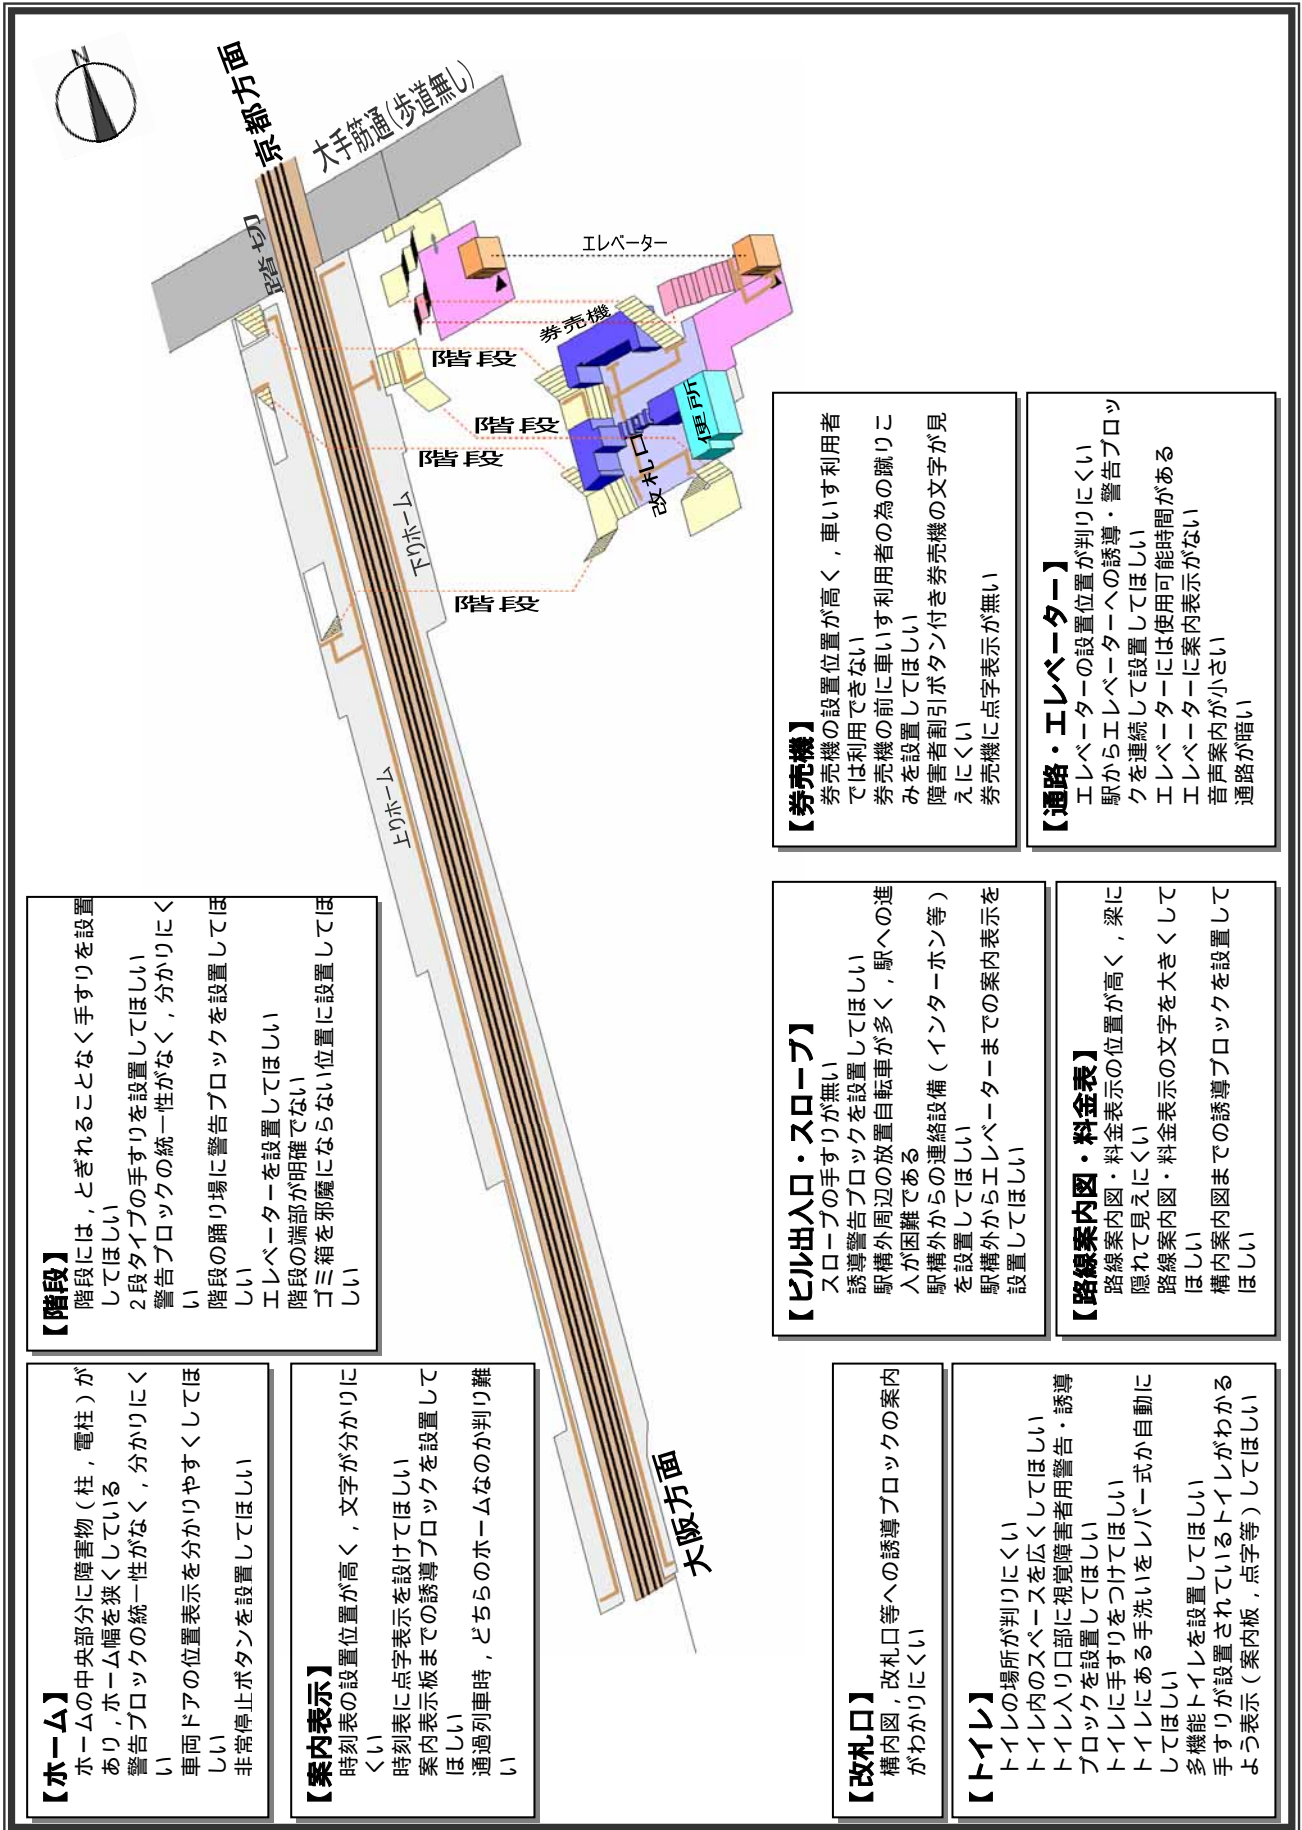 【ホーム】
ホームの中央部分に障害物（柱，電柱）が
あり，ホーム幅を狭くしている
警告ブロックの統一性がなく，分かりにく
い
車両ドアの位置表示を分かりやすくしてほ
しい
非常停止ボタンを設置してほしい
【階段】
階段には，とぎれることなく手すりを設置
してほしい
２段タイプの手すりを設置してほしい
警告ブロックの統一性がなく，分かりにく
い
階段の踊り場に警告ブロックを設置してほ
しい
エレベーターを設置してほしい
階段の端部が明確でない
ゴミ箱を邪魔にならない位置に設置してほ
しい
【案内表示】
時刻表の設置位置が高く，文字が分かりに
くい
時刻表に点字表示を設けてほしい
案内表示板までの誘導ブロックを設置して
ほしい
通過列車時，どちらのホームなのか判り難
い
N
京都方面
大手筋通(歩道無し)
踏切
上りホーム
下りホーム
大阪方面
階段
階段
階段
階段
エレベーター
券売機
改札口
便所
【改札口】
構内図，改札口等への誘導ブロックの案内
がわかりにくい
【トイレ】
トイレの場所が判りにくい
トイレ内のスペースを広くしてほしい
トイレ入り口部に視覚障害者用警告・誘導
ブロックを設置してほしい
トイレに手すりをつけてほしい
トイレにある手洗いをレバー式か自動に
してほしい
多機能トイレを設置してほしい
手すりが設置されているトイレがわかる
よう表示（案内板，点字等）してほしい
【ビル出入口・スロープ】
スロープの手すりが無い
誘導警告ブロックを設置してほしい
駅構外周辺の放置自転車が多く，駅への進
入が困難である
駅構外からの連絡設備（インターホン等）
を設置してほしい
駅構外からエレベーターまでの案内表示を
設置してほしい
【路線案内図・料金表】
路線案内図・料金表示の位置が高く，梁に
隠れて見えにくい
路線案内図・料金表示の文字を大きくして
ほしい
構内案内図までの誘導ブロックを設置して
ほしい
【券売機】
券売機の設置位置が高く，車いす利用者
では利用できない
券売機の前に車いす利用者の為の蹴りこ
みを設置してほしい
障害者割引ボタン付き券売機の文字が見
えにくい
券売機に点字表示が無い
【通路・エレベーター】
エレベーターの設置位置が判りにくい
駅からエレベーターへの誘導・警告ブロッ
クを連続して設置してほしい
エレベーターには使用可能時間がある
エレベーターに案内表示がない
音声案内が小さい
通路が暗い